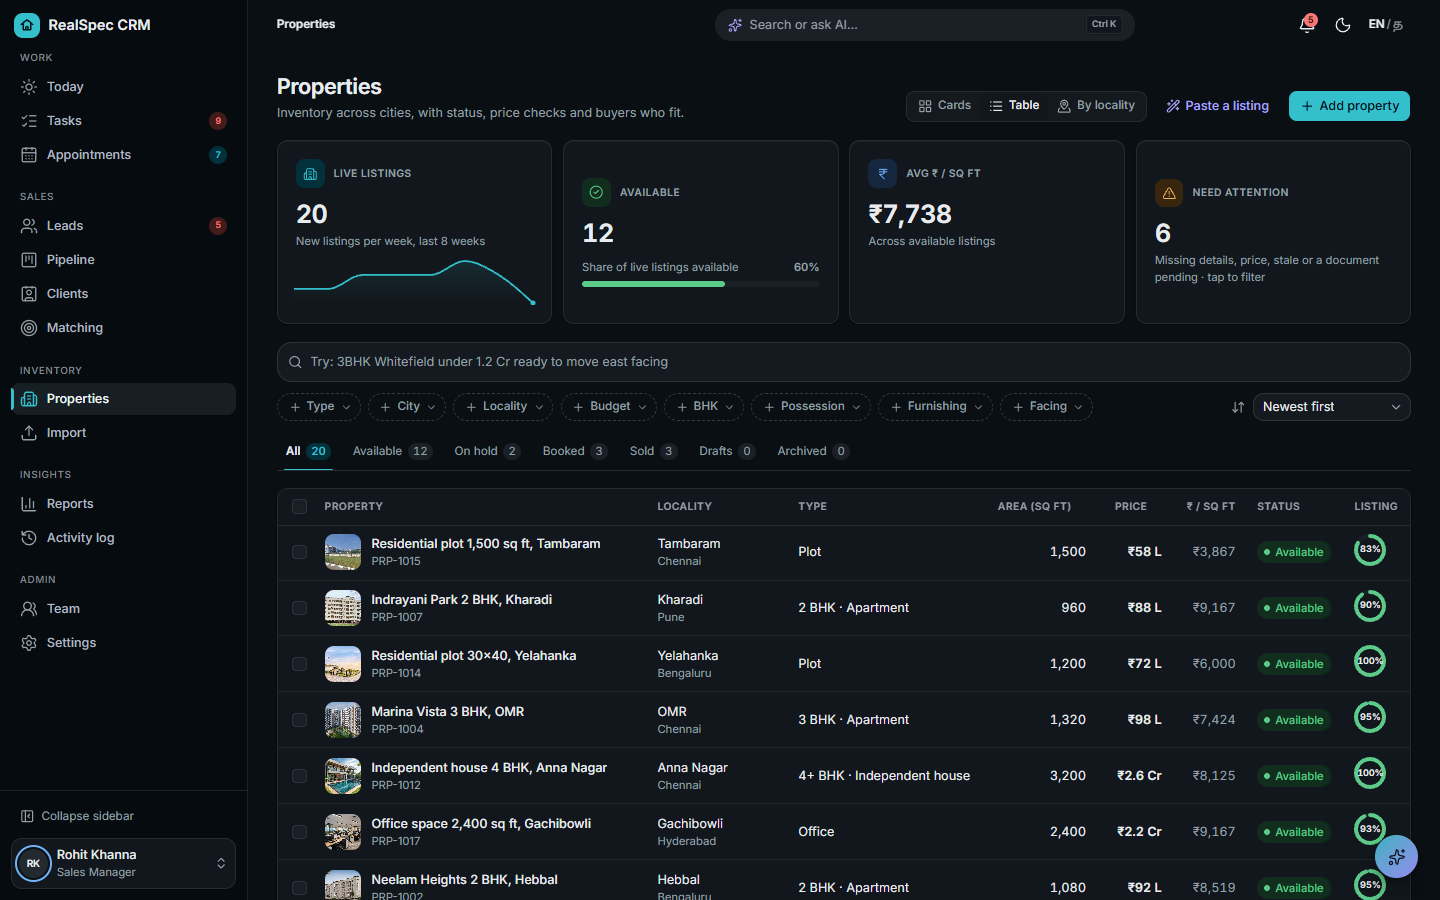 RealSpec CRM
WORK
Today
Tasks 9
Appointments 7
SALES
Leads 5
Pipeline
Clients
Matching
INVENTORY
Properties
Import
INSIGHTS
Reports
Activity log
ADMIN
Team
Settings
Collapse sidebar
RK
Rohit Khanna
Sales Manager
Properties
Search or ask AI... Ctrl K
5
EN / த
Properties
Inventory across cities, with status, price checks and buyers who fit.
Cards Table By locality
Paste a listing
+ Add property
LIVE LISTINGS
20
New listings per week, last 8 weeks
AVAILABLE
12
Share of live listings available 60%
₹ AVG ₹ / SQ FT
₹7,738
Across available listings
NEED ATTENTION
6
Missing details, price, stale or a document
pending · tap to filter
Try: 3BHK Whitefield under 1.2 Cr ready to move east facing
+ Type + City + Locality + Budget + BHK + Possession + Furnishing + Facing
Newest first
All 20 Available 12 On hold 2 Booked 3 Sold 3 Drafts 0 Archived 0
PROPERTY LOCALITY TYPE AREA (SQ FT) PRICE ₹ / SQ FT STATUS LISTING
Residential plot 1,500 sq ft, Tambaram Tambaram Plot 1,500 ₹58 L ₹3,867 Available 83%
PRP-1015 Chennai
Indrayani Park 2 BHK, Kharadi Kharadi 2 BHK · Apartment 960 ₹88 L ₹9,167 Available 90%
PRP-1007 Pune
Residential plot 30×40, Yelahanka Yelahanka Plot 1,200 ₹72 L ₹6,000 Available 100%
PRP-1014 Bengaluru
Marina Vista 3 BHK, OMR OMR 3 BHK · Apartment 1,320 ₹98 L ₹7,424 Available 95%
PRP-1004 Chennai
Independent house 4 BHK, Anna Nagar Anna Nagar 4+ BHK · Independent house 3,200 ₹2.6 Cr ₹8,125 Available 100%
PRP-1012 Chennai
Office space 2,400 sq ft, Gachibowli Gachibowli Office 2,400 ₹2.2 Cr ₹9,167 Available 93%
PRP-1017 Hyderabad
Neelam Heights 2 BHK, Hebbal Hebbal 2 BHK · Apartment 1,080 ₹92 L ₹8,519 Available 95%
PRP-1002 Bengaluru